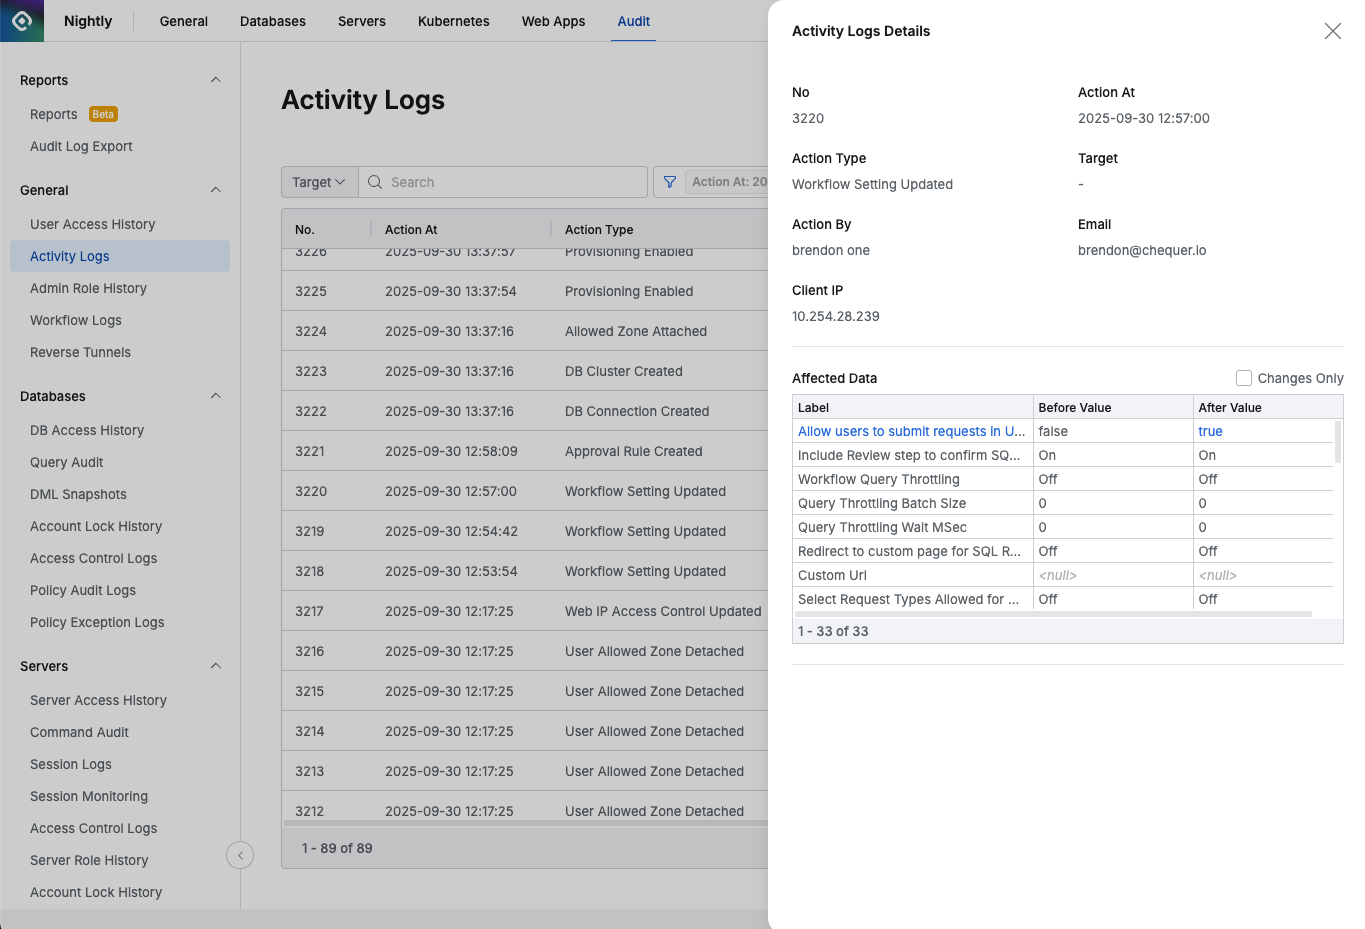 Nightly
General
Databases
Servers
Kubernetes
Web Apps
Audit
Reports
Reports Beta
Audit Log Export
General
User Access History
Activity Logs
Admin Role History
Workflow Logs
Reverse Tunnels
Databases
DB Access History
Query Audit
DML Snapshots
Account Lock History
Access Control Logs
Policy Audit Logs
Policy Exception Logs
Servers
Server Access History
Command Audit
Session Logs
Session Monitoring
Access Control Logs
Server Role History
Account Lock History
Activity Logs
Target Search Action At: 20
No. Action At Action Type
3226 2025-09-30 13:37:57 Provisioning Enabled
3225 2025-09-30 13:37:54 Provisioning Enabled
3224 2025-09-30 13:37:16 Allowed Zone Attached
3223 2025-09-30 13:37:16 DB Cluster Created
3222 2025-09-30 13:37:16 DB Connection Created
3221 2025-09-30 12:58:09 Approval Rule Created
3220 2025-09-30 12:57:00 Workflow Setting Updated
3219 2025-09-30 12:54:42 Workflow Setting Updated
3218 2025-09-30 12:53:54 Workflow Setting Updated
3217 2025-09-30 12:17:25 Web IP Access Control Updated
3216 2025-09-30 12:17:25 User Allowed Zone Detached
3215 2025-09-30 12:17:25 User Allowed Zone Detached
3214 2025-09-30 12:17:25 User Allowed Zone Detached
3213 2025-09-30 12:17:25 User Allowed Zone Detached
3212 2025-09-30 12:17:25 User Allowed Zone Detached
1 - 89 of 89
Activity Logs Details
No
3220
Action At
2025-09-30 12:57:00
Action Type
Workflow Setting Updated
Target
-
Action By
brendon one
Email
brendon@chequer.io
Client IP
10.254.28.239
Affected Data
Changes Only
Label Before Value After Value
Allow users to submit requests in U... false true
Include Review step to confirm SQ... On On
Workflow Query Throttling Off Off
Query Throttling Batch Size 0 0
Query Throttling Wait MSec 0 0
Redirect to custom page for SQL R... Off Off
Custom Url <null> <null>
Select Request Types Allowed for ... Off Off
1 - 33 of 33